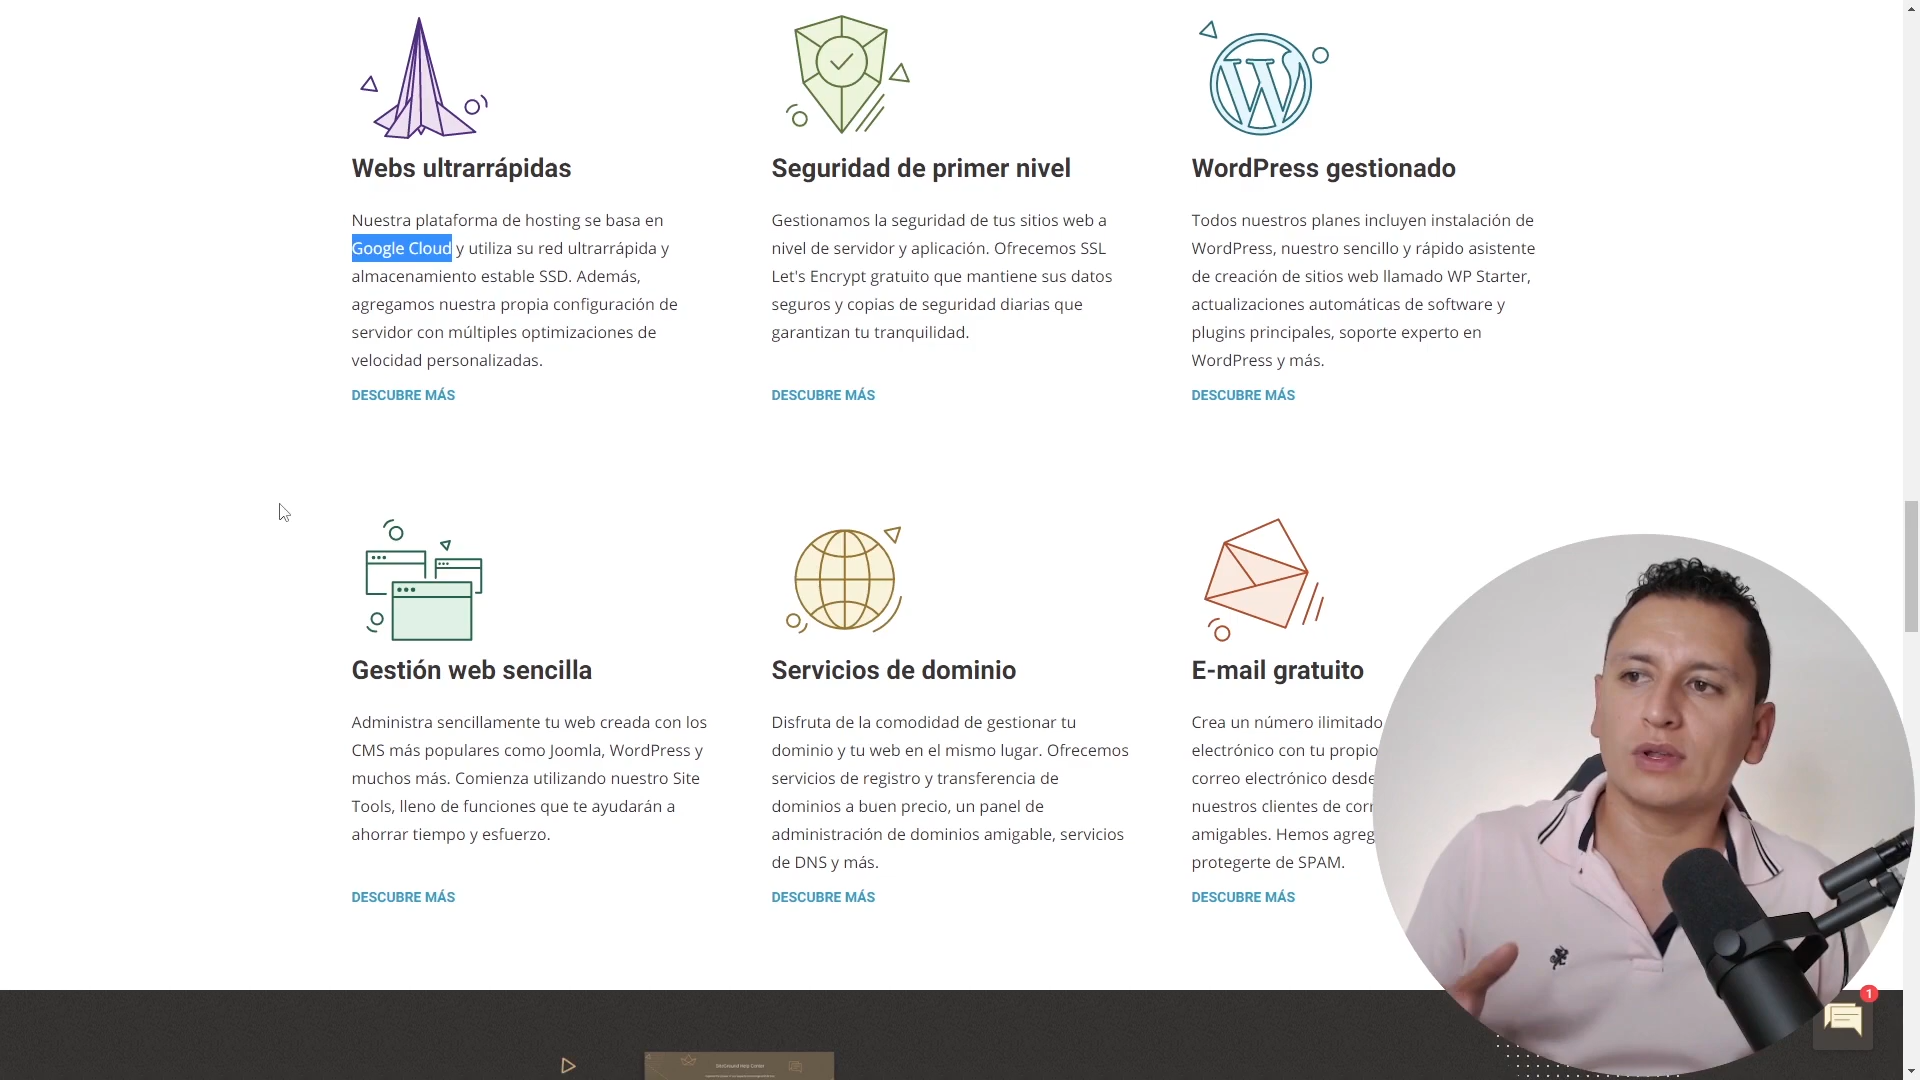 Webs ultrarrápidas
Nuestra plataforma de hosting se basa en
Google Cloud y utiliza su red ultrarrápida y
almacenamiento estable SSD. Además,
agregamos nuestra propia configuración de
servidor con múltiples optimizaciones de
velocidad personalizadas.
DESCUBRE MÁS
Seguridad de primer nivel
Gestionamos la seguridad de tus sitios web a
nivel de servidor y aplicación. Ofrecemos SSL
Let's Encrypt gratuito que mantiene sus datos
seguros y copias de seguridad diarias que
garantizan tu tranquilidad.
DESCUBRE MÁS
WordPress gestionado
Todos nuestros planes incluyen instalación de
WordPress, nuestro sencillo y rápido asistente
de creación de sitios web llamado WP Starter,
actualizaciones automáticas de software y
plugins principales, soporte experto en
WordPress y más.
DESCUBRE MÁS
Gestión web sencilla
Administra sencillamente tu web creada con los
CMS más populares como Joomla, WordPress y
muchos más. Comienza utilizando nuestro Site
Tools, lleno de funciones que te ayudarán a
ahorrar tiempo y esfuerzo.
DESCUBRE MÁS
Servicios de dominio
Disfruta de la comodidad de gestionar tu
dominio y tu web en el mismo lugar. Ofrecemos
servicios de registro y transferencia de
dominios a buen precio, un panel de
administración de dominios amigable, servicios
de DNS y más.
DESCUBRE MÁS
E-mail gratuito
Crea un número ilimitado
electrónico con tu propio
correo electrónico desde
nuestros clientes de
amigables. Hemos
protegerte de SPAM.
DESCUBRE MÁS
1
SiteGround Help Center